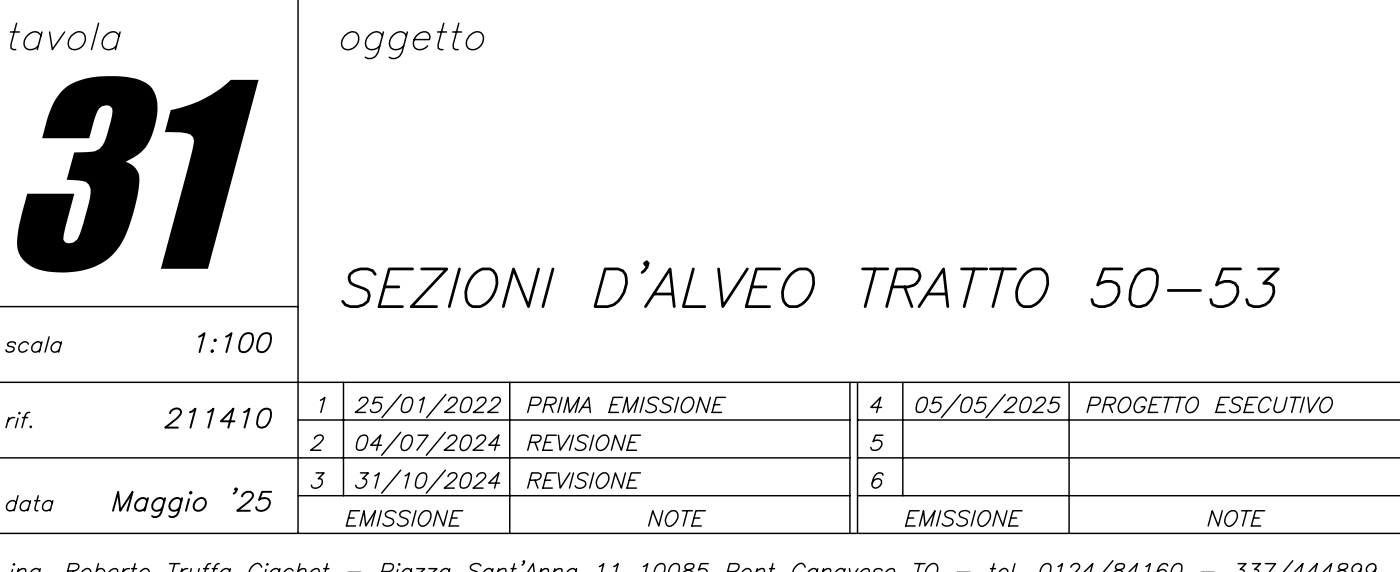 tavola
31
oggetto
SEZIONI D'ALVEO TRATTO 50-53
scala 1:100
rif. 211410
data Maggio '25
1 25/01/2022 PRIMA EMISSIONE
2 04/07/2024 REVISIONE
3 31/10/2024 REVISIONE
EMISSIONE NOTE
4 05/05/2025 PROGETTO ESECUTIVO
5
6
EMISSIONE NOTE
ing. Roberto Truffa Giachet - Piazza Sant'Anna 11 10085 Pont Canavese TO - tel. 0124/84160 - 337/444899